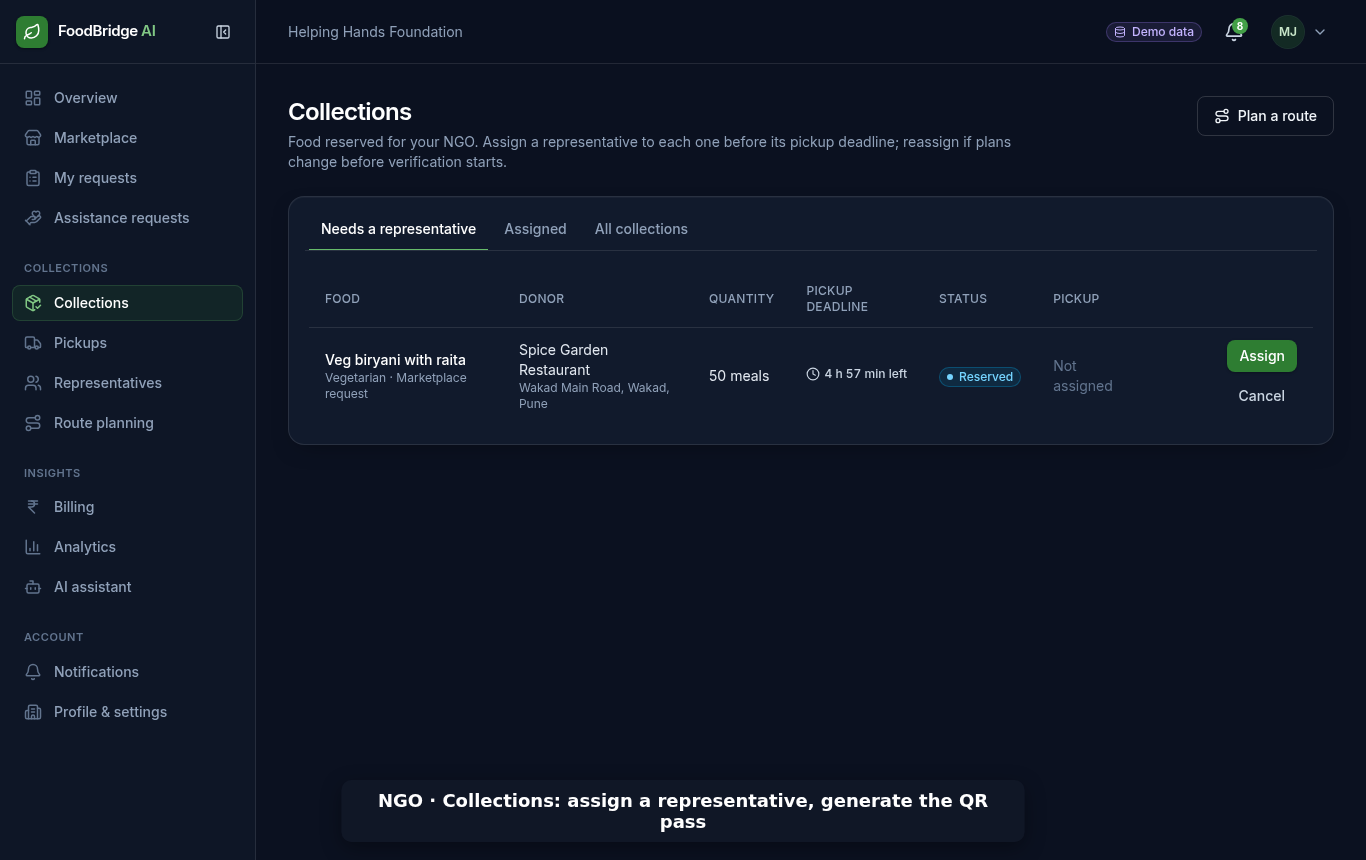 FoodBridge AI
Helping Hands Foundation
Demo data
8
MJ
Overview
Marketplace
My requests
Assistance requests
COLLECTIONS
Collections
Pickups
Representatives
Route planning
INSIGHTS
Billing
Analytics
AI assistant
ACCOUNT
Notifications
Profile & settings
Collections
Food reserved for your NGO. Assign a representative to each one before its pickup deadline; reassign if plans
change before verification starts.
Plan a route
Needs a representative
Assigned
All collections
FOOD
DONOR
QUANTITY
PICKUP
DEADLINE
STATUS
PICKUP
Veg biryani with raita
Vegetarian · Marketplace
request
Spice Garden
Restaurant
Wakad Main Road, Wakad,
Pune
50 meals
4 h 57 min left
Reserved
Not
assigned
Assign
Cancel
NGO · Collections: assign a representative, generate the QR
pass